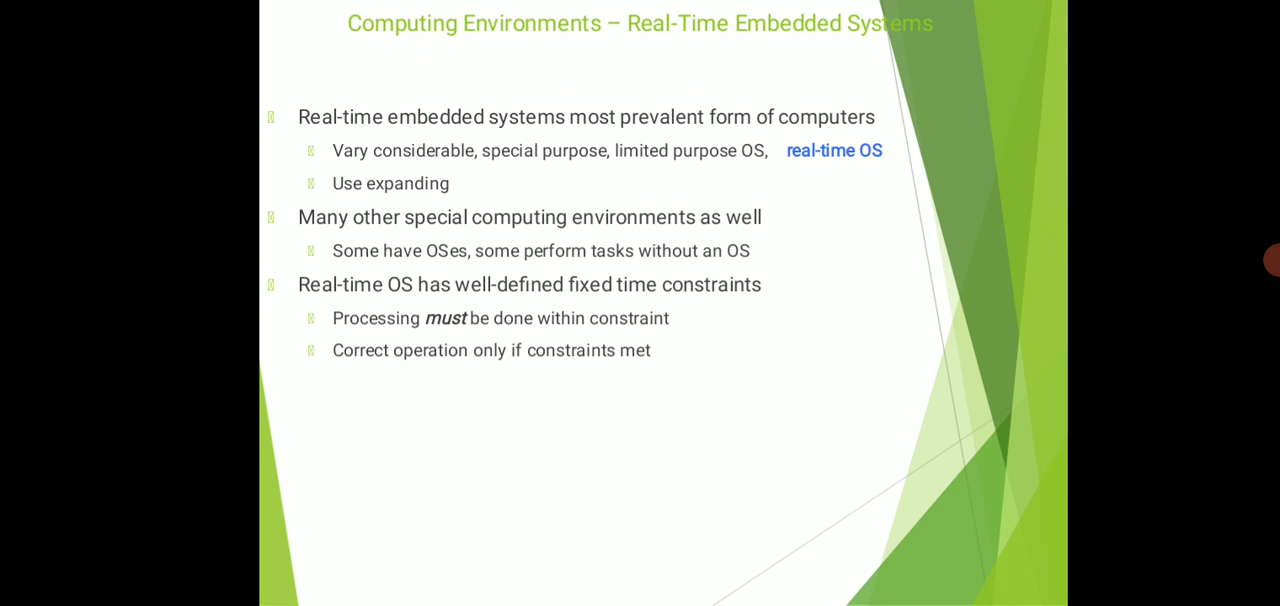 Computing Environments – Real-Time Embedded Systems
Real-time embedded systems most prevalent form of computers
Vary considerable, special purpose, limited purpose OS, real-time OS
Use expanding
Many other special computing environments as well
Some have OSes, some perform tasks without an OS
Real-time OS has well-defined fixed time constraints
Processing must be done within constraint
Correct operation only if constraints met